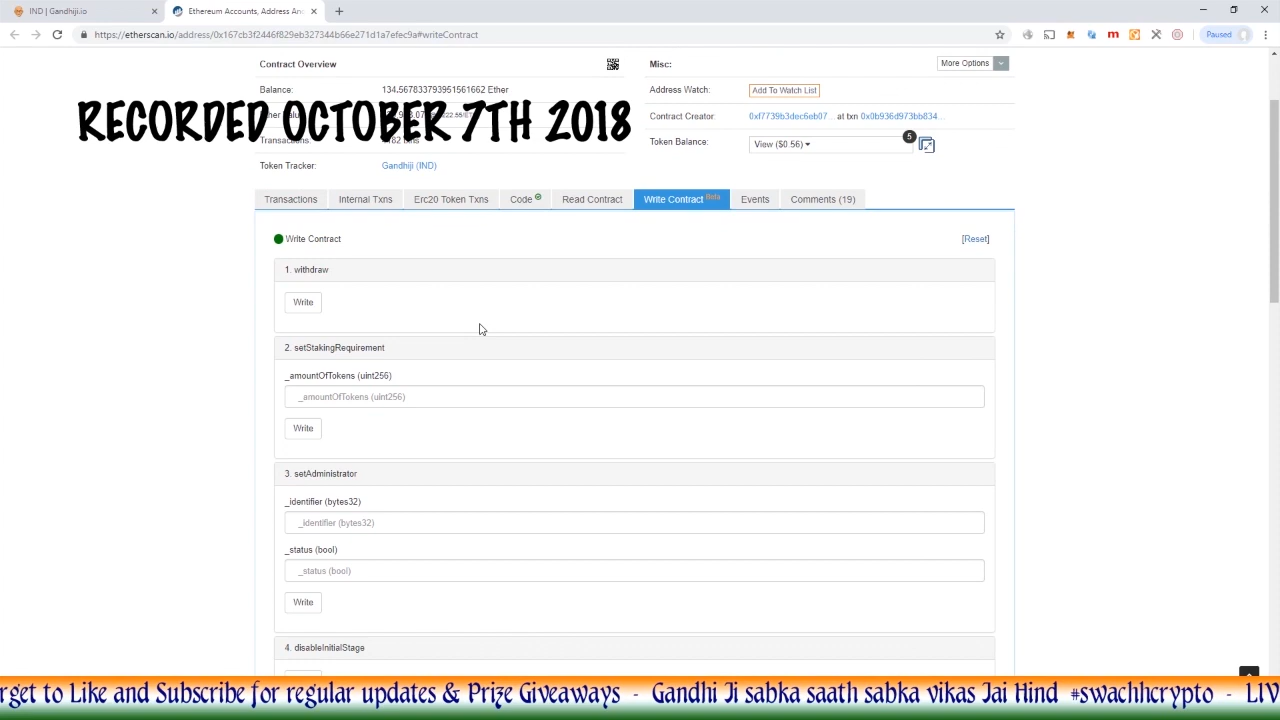 IND | Gandhiji.io
Ethereum Accounts, Address An
https://etherscan.io/address/0x167cb3f2446f829eb327344b66e271d1a7efec9a#writeContract
Paused
Contract Overview
Misc:
More Options
Balance:
134.567833793951561662 Ether
Address Watch:
Add To Watch List
RECORDED OCTOBER 7TH 2018
Contract Creator:
0xf7739b3dec6eb07... at txn 0x0b936d973bb834...
Transactions:
Token Balance:
View ($0.56)
5
Token Tracker:
Gandhiji (IND)
Transactions
Internal Txns
Erc20 Token Txns
Code
Read Contract
Write Contract Beta
Events
Comments (19)
Write Contract
[Reset]
1. withdraw
Write
2. setStakingRequirement
_amountOfTokens (uint256)
_amountOfTokens (uint256)
Write
3. setAdministrator
_identifier (bytes32)
_identifier (bytes32)
_status (bool)
_status (bool)
Write
4. disableInitialStage
rget to Like and Subscribe for regular updates & Prize Giveaways - Gandhi Ji sabka saath sabka vikas Jai Hind #swachhcrypto - LIV